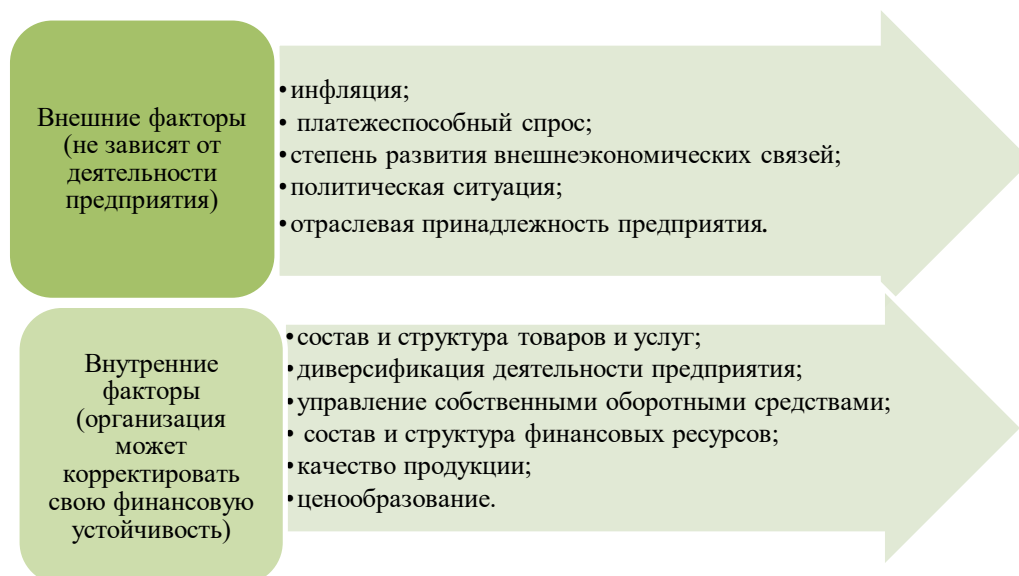 Внешние факторы
(не зависят от
деятельности
предприятия)
•инфляция;
• платежеспособный спрос;
•степень развития внешнеэкономических связей;
•политическая ситуация;
•отраслевая принадлежность предприятия.
Внутренние
факторы
(организация
может
корректировать
свою финансовую
устойчивость)
•состав и структура товаров и услуг;
•диверсификация деятельности предприятия;
•управление собственными оборотными средствами;
• состав и структура финансовых ресурсов;
•качество продукции;
•ценообразование.